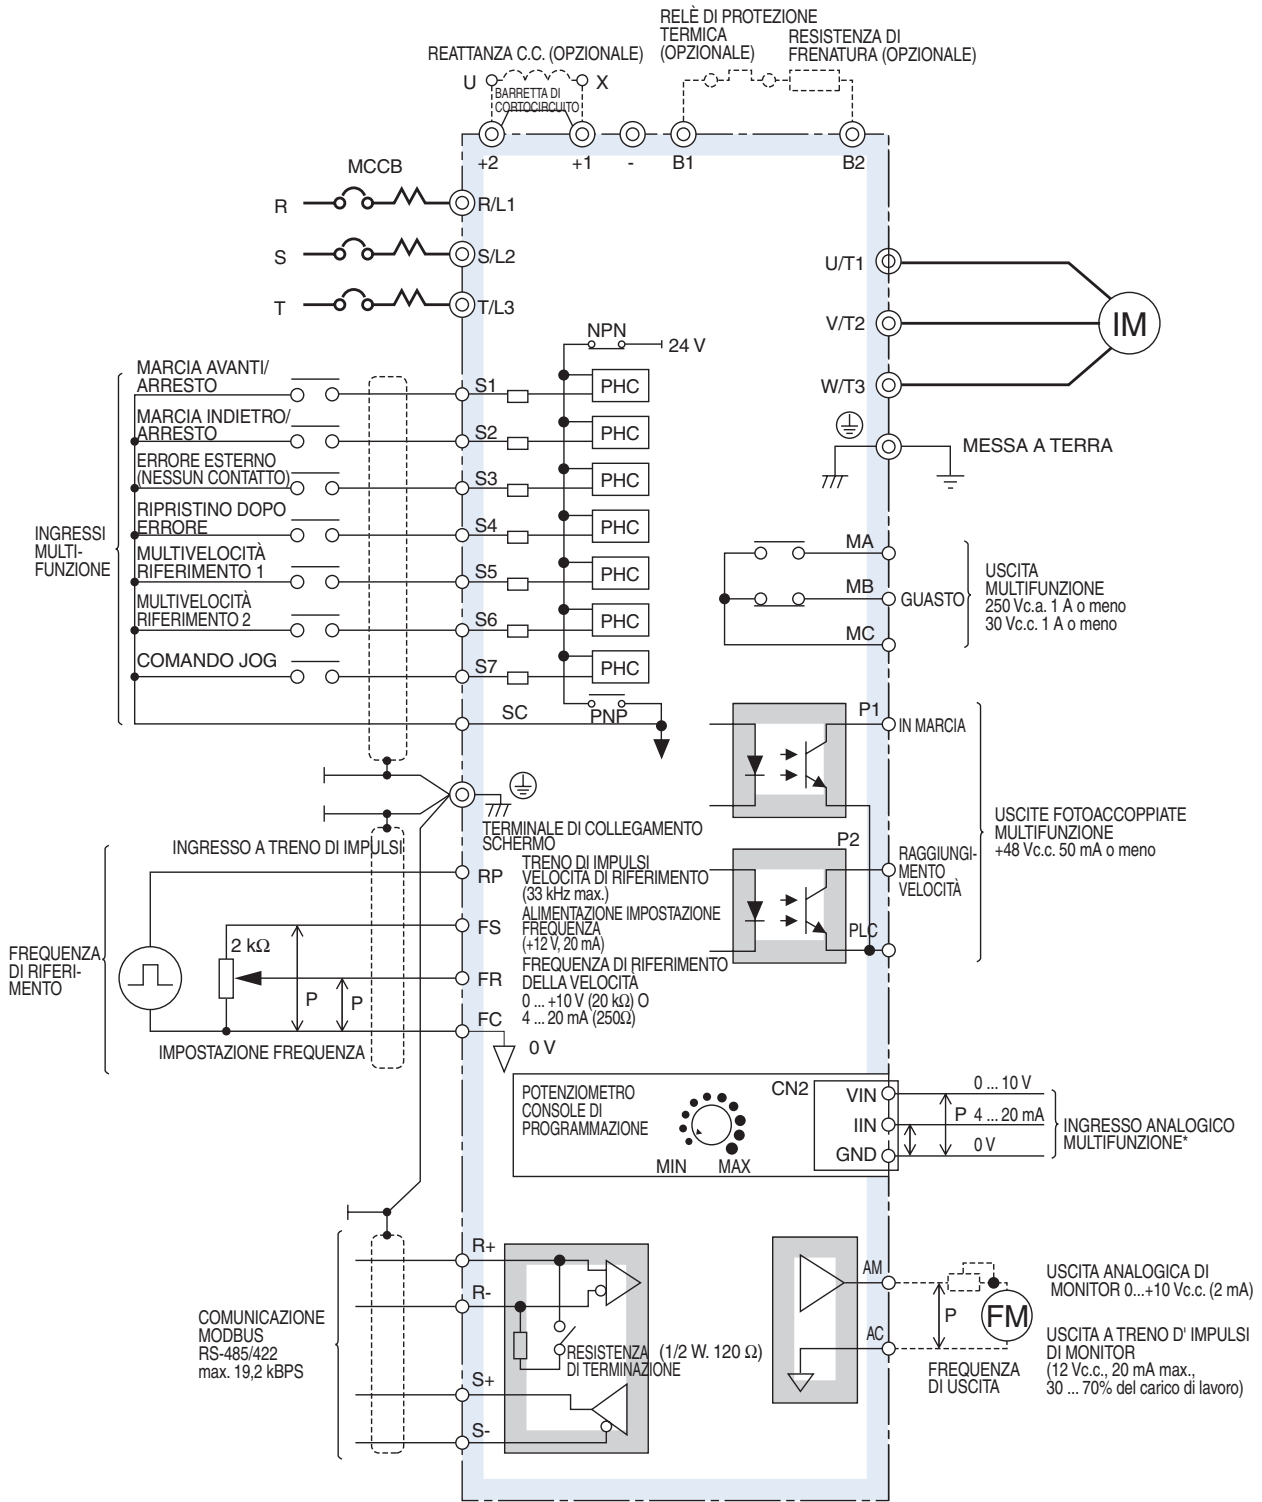 RELÈ DI PROTEZIONE
TERMICA
(OPZIONALE)
RESISTENZA DI
FRENATURA (OPZIONALE)
REATTANZA C.C. (OPZIONALE)
U
X
BARRETTA DI
CORTOCIRCUITO
+2
+1
-
B1
B2
MCCB
R
R/L1
S
S/L2
T
T/L3
U/T1
V/T2
W/T3
IM
MESSA A TERRA
NPN
24 V
INGRESSI
MULTI-
FUNZIONE
MARCIA AVANTI/
ARRESTO
S1
PHC
MARCIA INDIETRO/
ARRESTO
S2
PHC
ERRORE ESTERNO
(NESSUN CONTATTO)
S3
PHC
RIPRISTINO DOPO
ERRORE
S4
PHC
MULTIVELOCITÀ
RIFERIMENTO 1
S5
PHC
MULTIVELOCITÀ
RIFERIMENTO 2
S6
PHC
COMANDO JOG
S7
PHC
SC
PNP
MA
MB
MC
GUASTO
USCITA
MULTIFUNZIONE
250 Vc.a. 1 A o meno
30 Vc.c. 1 A o meno
P1
IN MARCIA
P2
RAGGIUNGI-
MENTO
VELOCITÀ
PLC
USCITE FOTOACCOPPIATE
MULTIFUNZIONE
+48 Vc.c. 50 mA o meno
TERMINALE DI COLLEGAMENTO
SCHERMO
INGRESSO A TRENO DI IMPULSI
FREQUENZA
DI RIFERI-
MENTO
2 kΩ
P
P
IMPOSTAZIONE FREQUENZA
RP
TRENO DI IMPULSI
VELOCITÀ DI RIFERIMENTO
(33 kHz max.)
FS
ALIMENTAZIONE IMPOSTAZIONE
FREQUENZA
(+12 V, 20 mA)
FR
FREQUENZA DI RIFERIMENTO
DELLA VELOCITÀ
0 ... +10 V (20 kΩ) O
4 ... 20 mA (250Ω)
FC
0 V
POTENZIOMETRO
CONSOLE DI
PROGRAMMAZIONE
MIN
MAX
CN2
VIN
IIN
GND
0 ... 10 V
P
4 ... 20 mA
0 V
INGRESSO ANALOGICO
MULTIFUNZIONE*
COMUNICAZIONE
MODBUS
RS-485/422
max. 19,2 kBPS
R+
R-
S+
S-
RESISTENZA
DI TERMINAZIONE
(1/2 W. 120 Ω)
AM
AC
P
FM
FREQUENZA
DI USCITA
USCITA ANALOGICA DI
MONITOR 0...+10 Vc.c. (2 mA)
USCITA A TRENO D' IMPULSI
DI MONITOR
(12 Vc.c., 20 mA max.,
30 ... 70% del carico di lavoro)